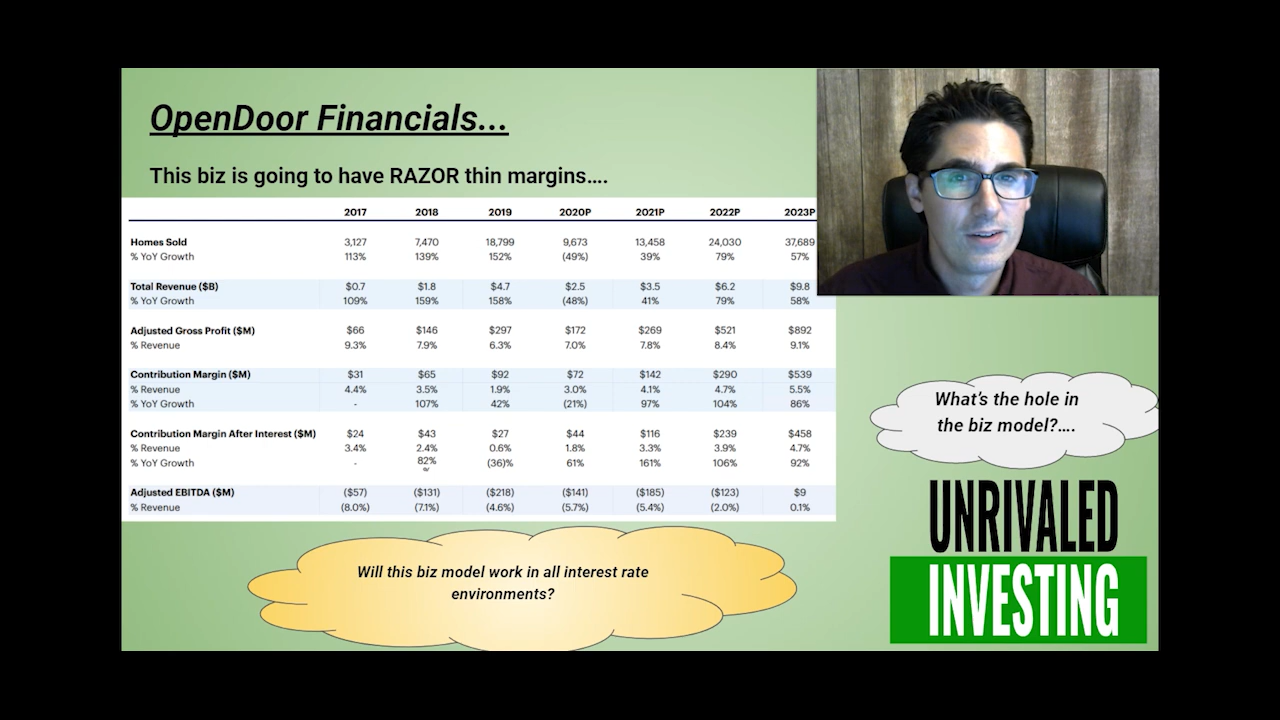 OpenDoor Financials...
This biz is going to have RAZOR thin margins....
2017 2018 2019 2020P 2021P 2022P 2023P
Homes Sold 3,127 7,470 18,799 9,673 13,458 24,030 37,689
% YoY Growth 113% 139% 152% (49%) 39% 79% 57%
Total Revenue ($B) $0.7 $1.8 $4.7 $2.5 $3.5 $6.2 $9.8
% YoY Growth 109% 159% 158% (48%) 41% 79% 58%
Adjusted Gross Profit ($M) $66 $146 $297 $172 $269 $521 $892
% Revenue 9.3% 7.9% 6.3% 7.0% 7.8% 8.4% 9.1%
Contribution Margin ($M) $31 $65 $92 $72 $142 $290 $539
% Revenue 4.4% 3.5% 1.9% 3.0% 4.1% 4.7% 5.5%
% YoY Growth - 107% 42% (21%) 97% 104% 86%
Contribution Margin After Interest ($M) $24 $43 $27 $44 $116 $239 $458
% Revenue 3.4% 2.4% 0.6% 1.8% 3.3% 3.9% 4.7%
% YoY Growth - 82% (36)% 61% 161% 106% 92%
Adjusted EBITDA ($M) ($57) ($131) ($218) ($141) ($185) ($123) $9
% Revenue (8.0%) (7.1%) (4.6%) (5.7%) (5.4%) (2.0%) 0.1%
What's the hole in
the biz model?....
UNRIVALED
INVESTING
Will this biz model work in all interest rate
environments?